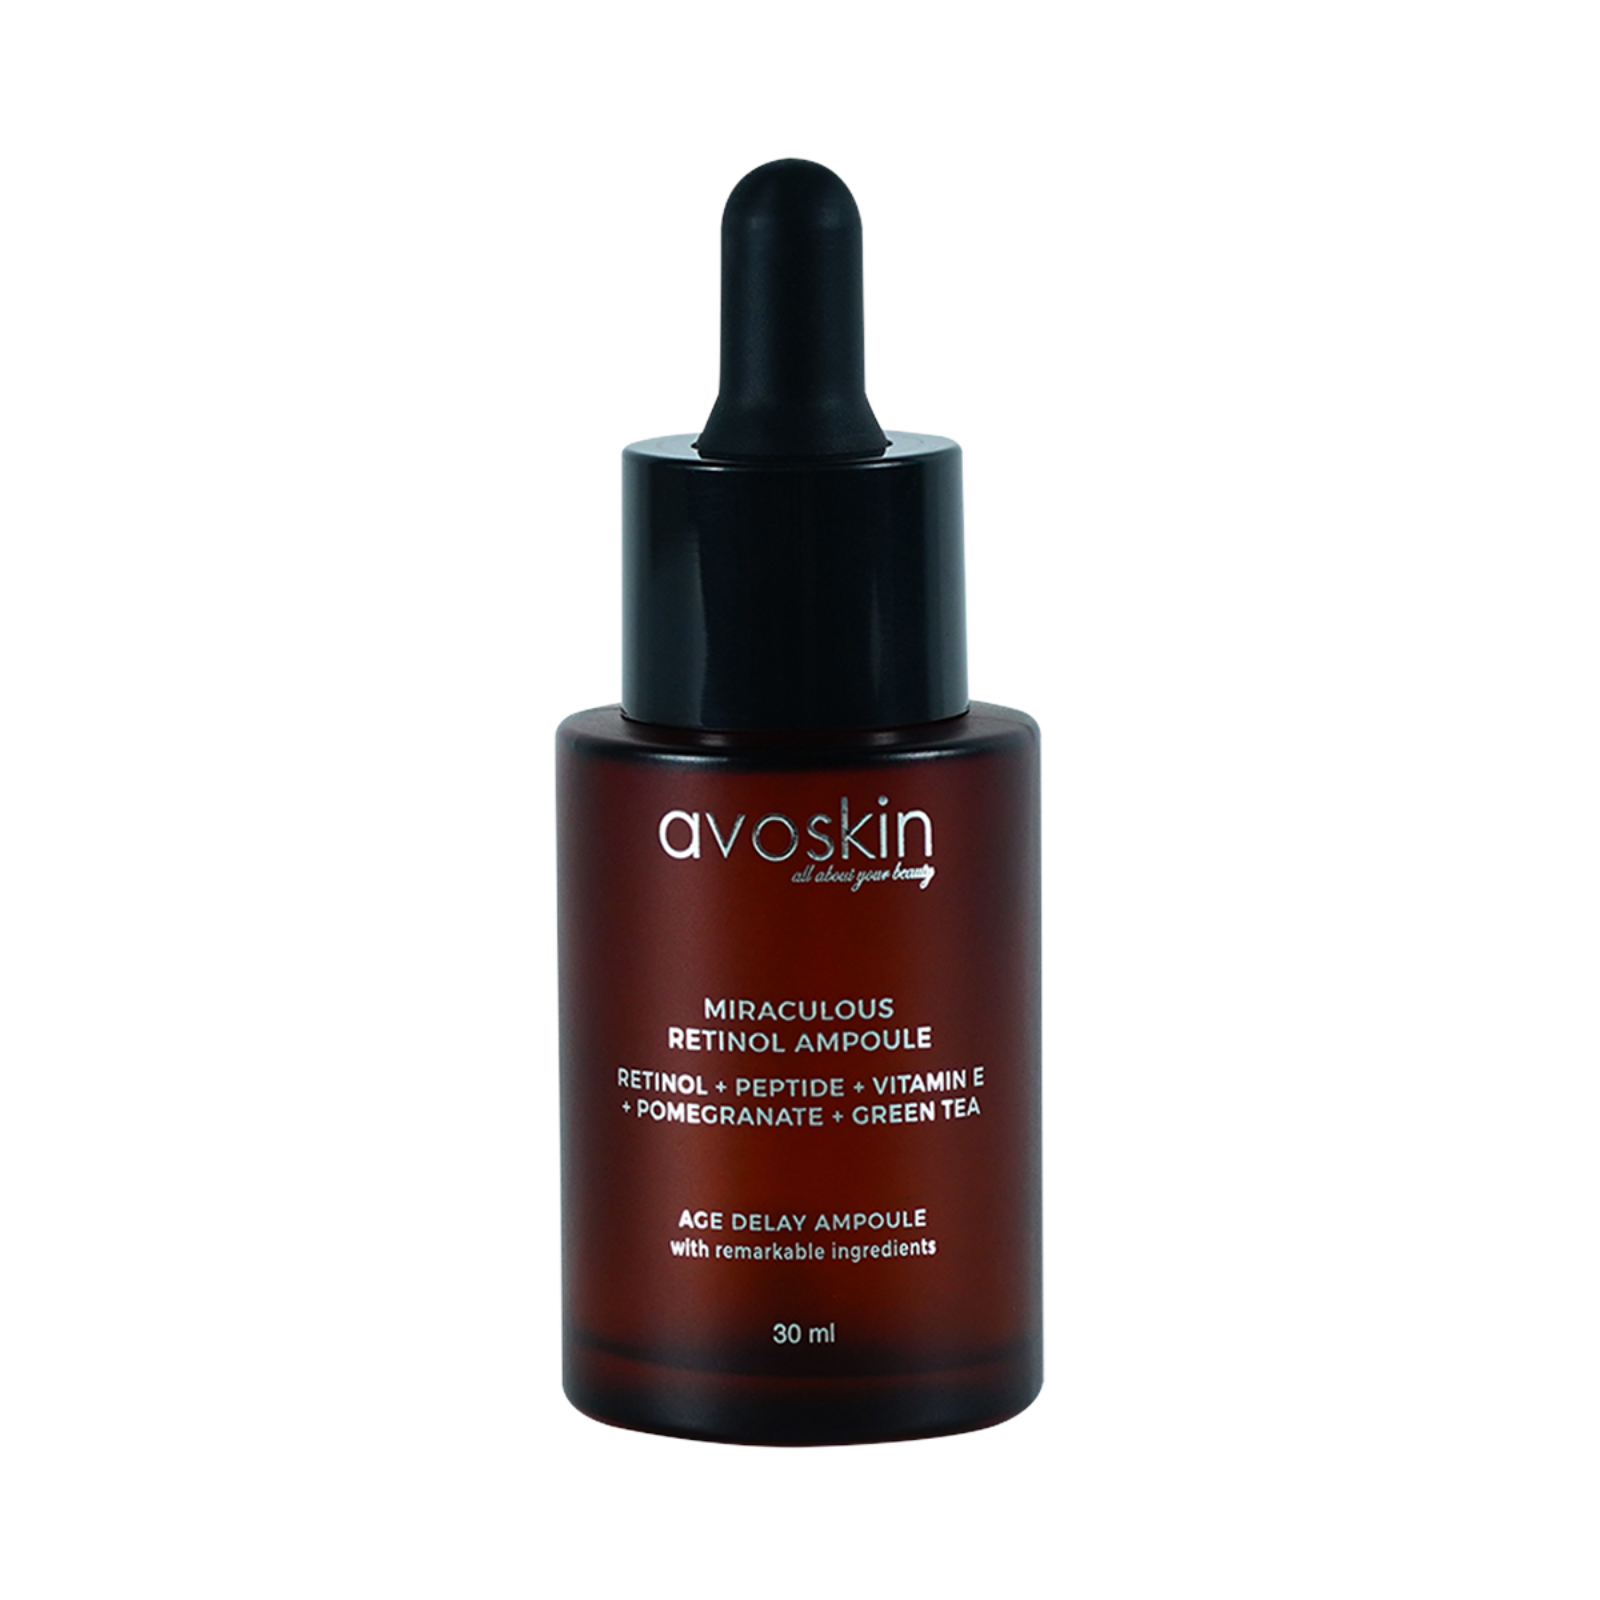 avoskin
all about your beauty
MIRACULOUS
RETINOL AMPOULE
RETINOL + PEPTIDE + VITAMIN E
+ POMEGRANATE + GREEN TEA
AGE DELAY AMPOULE
with remarkable ingredients
30 ml